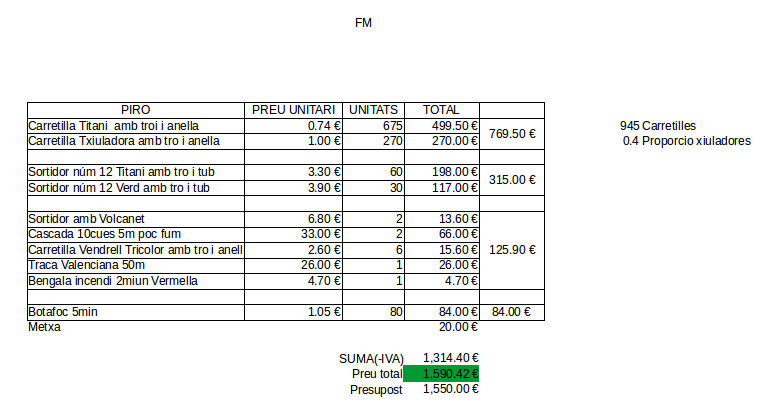 FM
PIRO PREU UNITARI UNITATS TOTAL
Carretilla Titani amb troi i anella 0.74 € 675 499.50 € 769.50 € 945 Carretilles
Carretilla Txiuladora amb tro i anella 1.00 € 270 270.00 € 0.4 Proporcio xiuladores
Sortidor núm 12 Titani amb tro i tub 3.30 € 60 198.00 € 315.00 €
Sortidor núm 12 Verd amb tro i tub 3.90 € 30 117.00 €
Sortidor amb Volcanet 6.80 € 2 13.60 €
Cascada 10cues 5m poc fum 33.00 € 2 66.00 €
Carretilla Vendrell Tricolor amb tro i anell 2.60 € 6 15.60 € 125.90 €
Traca Valenciana 50m 26.00 € 1 26.00 €
Bengala incendi 2miun Vermella 4.70 € 1 4.70 €
Botafoc 5min 1.05 € 80 84.00 € 84.00 €
Metxa 20.00 €
SUMA(-IVA) 1,314.40 €
Preu total 1,590.42 €
Presupost 1,550.00 €